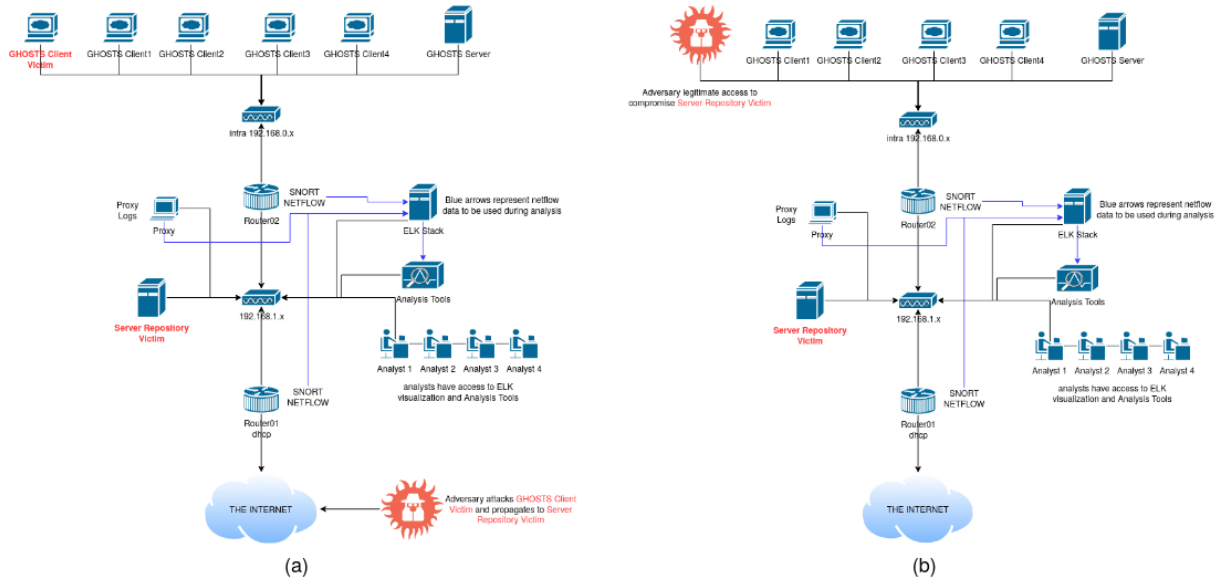 GHOSTS Client
Victim
GHOSTS Client1
GHOSTS Client2
GHOSTS Client3
GHOSTS Client4
GHOSTS Server
intra 192.168.0.x
Router02
SNORT
NETFLOW
Proxy
Logs
Proxy
ELK Stack
Blue arrows represent netflow
data to be used during analysis
Analysis Tools
Server Repository
Victim
192.168.1.x
Analyst 1
Analyst 2
Analyst 3
Analyst 4
analysts have access to ELK
visualization and Analysis Tools
SNORT
NETFLOW
Router01
dhcp
THE INTERNET
Adversary attacks GHOSTS Client
Victim and propagates to Server
Repository Victim
(a)
GHOSTS Client1
GHOSTS Client2
GHOSTS Client3
GHOSTS Client4
GHOSTS Server
Adversary legitimate access to
compromise Server Repository Victim
intra 192.168.0.x
Router02
SNORT
NETFLOW
Proxy
Logs
Proxy
ELK Stack
Blue arrows represent netflow
data to be used during analysis
Analysis Tools
Server Repository
Victim
192.168.1.x
Analyst 1
Analyst 2
Analyst 3
Analyst 4
analysts have access to ELK
visualization and Analysis Tools
SNORT
NETFLOW
Router01
dhcp
THE INTERNET
(b)